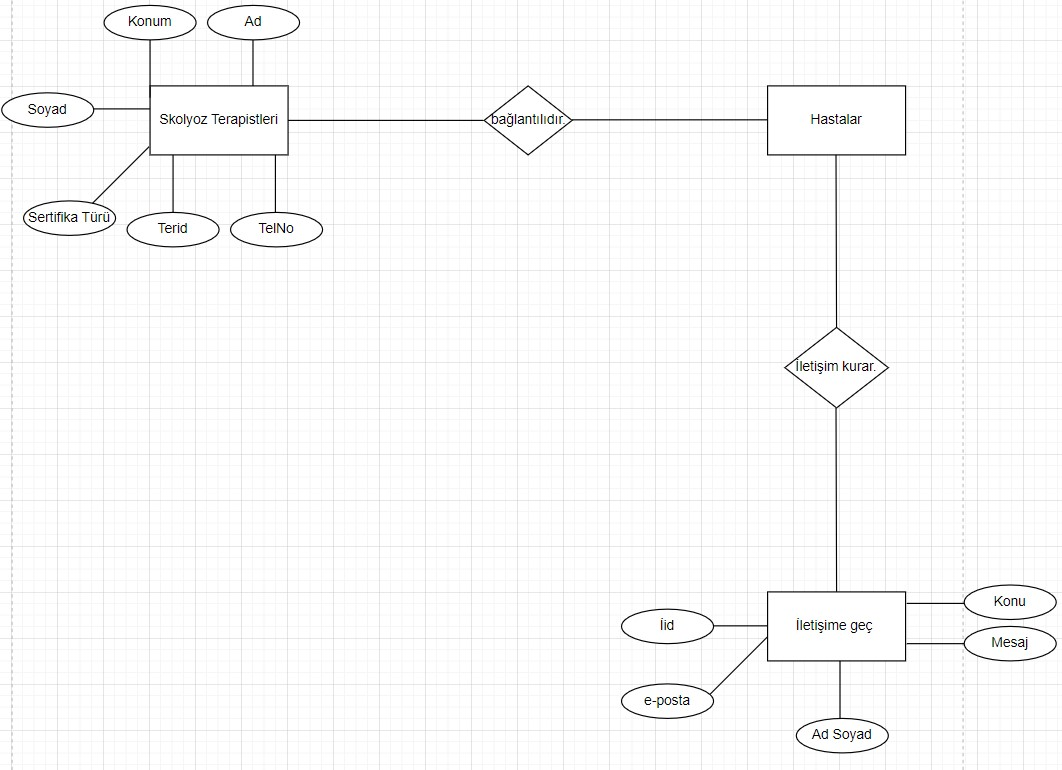 Konum
Ad
Soyad
Skolyoz Terapistleri
bağlantılıdır.
Hastalar
Sertifika Türü
Terid
TelNo
İletişim kurar.
Konu
İid
İletişime geç
Mesaj
e-posta
Ad Soyad